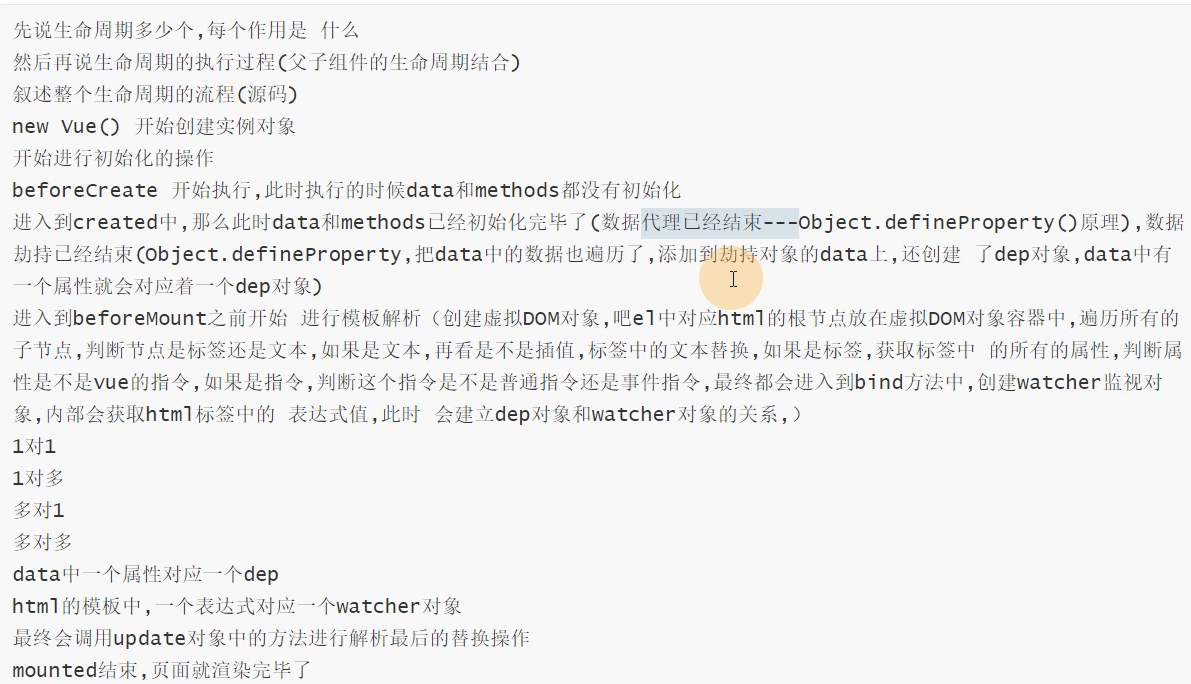 先说生命周期多少个,每个作用是 什么
然后再说生命周期的执行过程(父子组件的生命周期结合)
叙述整个生命周期的流程(源码)
new Vue() 开始创建实例对象
开始进行初始化的操作
beforeCreate 开始执行,此时执行的时候data和methods都没有初始化
进入到created中,那么此时data和methods已经初始化完毕了(数据代理已经结束---Object.defineProperty()原理),数据
劫持已经结束(Object.defineProperty,把data中的数据也遍历了,添加到劫持对象的data上,还创建 了dep对象,data中有
一个属性就会对应着一个dep对象)
进入到beforeMount之前开始 进行模板解析（创建虚拟DOM对象,吧el中对应html的根节点放在虚拟DOM对象容器中,遍历所有的
子节点,判断节点是标签还是文本,如果是文本,再看是不是插值,标签中的文本替换,如果是标签,获取标签中 的所有的属性,判断属
性是不是vue的指令,如果是指令,判断这个指令是不是普通指令还是事件指令,最终都会进入到bind方法中,创建watcher监视对
象,内部会获取html标签中的 表达式值,此时 会建立dep对象和watcher对象的关系,）
1对1
1对多
多对1
多对多
data中一个属性对应一个dep
html的模板中,一个表达式对应一个watcher对象
最终会调用update对象中的方法进行解析最后的替换操作
mounted结束,页面就渲染完毕了